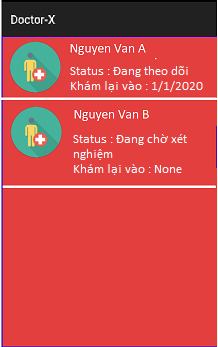 Doctor-X
Nguyen Van A
Status : Đang theo dõi
Khám lại vào : 1/1/2020
Nguyen Van B
Status : Đang chờ xét
nghiệm
Khám lại vào : None